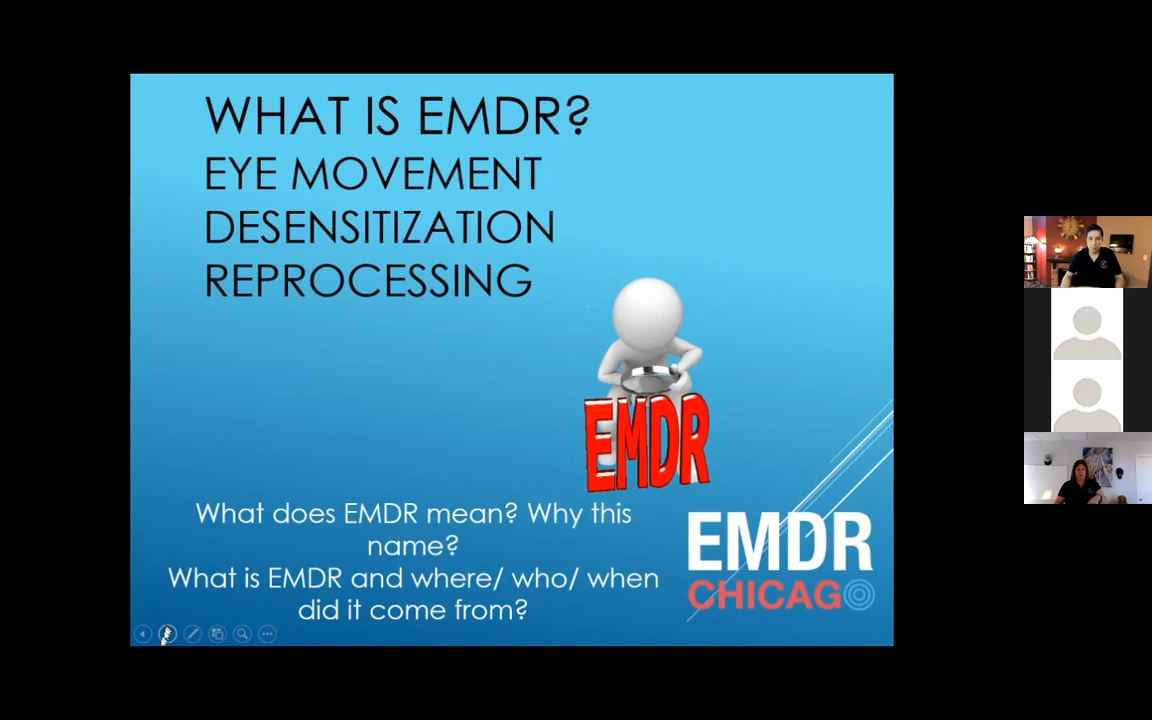 WHAT IS EMDR?
EYE MOVEMENT
DESENSITIZATION
REPROCESSING
EMDR
What does EMDR mean? Why this
name?
What is EMDR and where/ who/ when
did it come from?
EMDR
CHICAGO